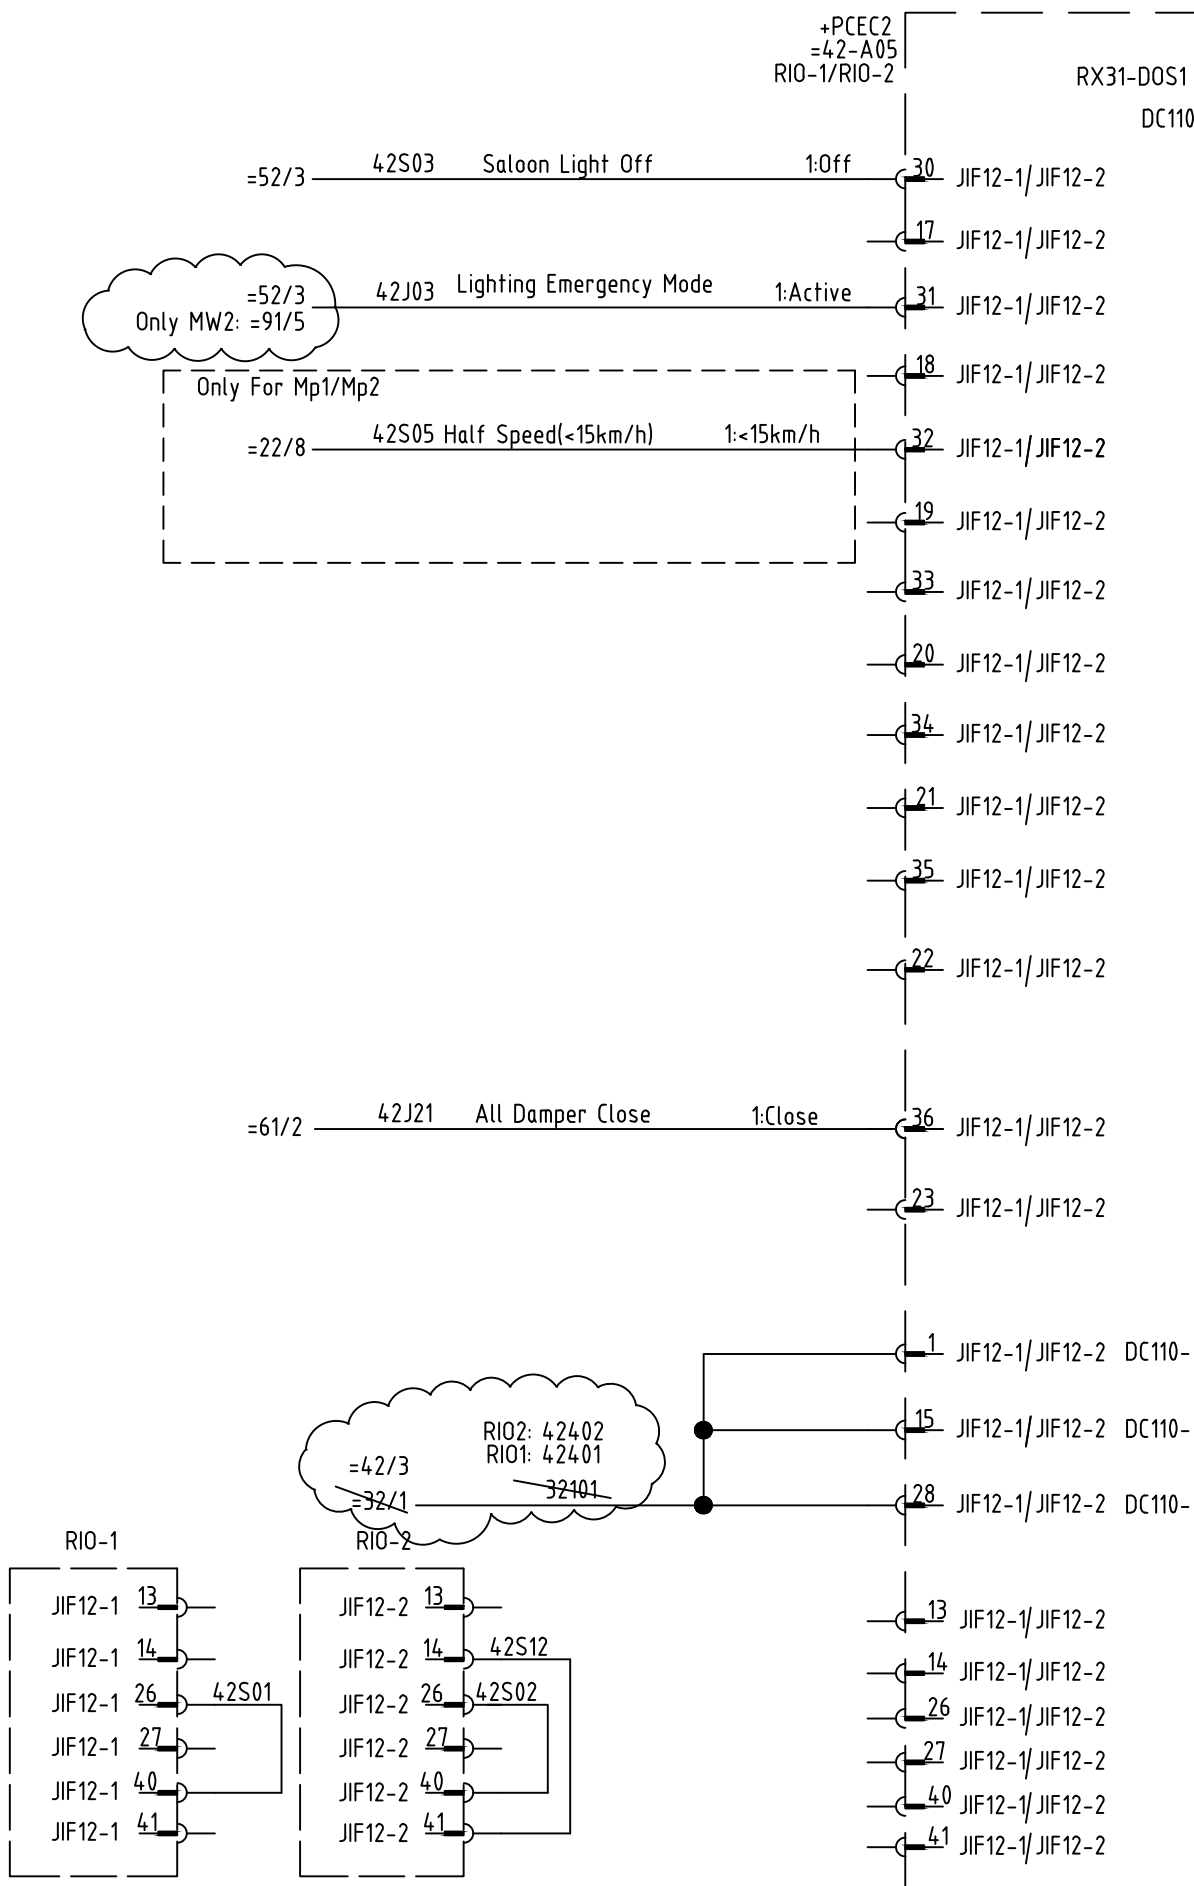 +PCEC2
=42-A05
RIO-1/RIO-2
RX31-DOS1
DC110
=52/3 42S03 Saloon Light Off 1:Off 30 JIF12-1/JIF12-2
17 JIF12-1/JIF12-2
=52/3 42J03 Lighting Emergency Mode 1:Active 31 JIF12-1/JIF12-2
Only MW2: =91/5
18 JIF12-1/JIF12-2
Only For Mp1/Mp2
=22/8 42S05 Half Speed(<15km/h) 1:<15km/h 32 JIF12-1/JIF12-2
19 JIF12-1/JIF12-2
33 JIF12-1/JIF12-2
20 JIF12-1/JIF12-2
34 JIF12-1/JIF12-2
21 JIF12-1/JIF12-2
35 JIF12-1/JIF12-2
22 JIF12-1/JIF12-2
=61/2 42J21 All Damper Close 1:Close 36 JIF12-1/JIF12-2
23 JIF12-1/JIF12-2
1 JIF12-1/JIF12-2 DC110-
15 JIF12-1/JIF12-2 DC110-
RIO2: 42402
RIO1: 42401
=42/3
=32/1 32101 28 JIF12-1/JIF12-2 DC110-
RIO-1
JIF12-1 13
JIF12-1 14
JIF12-1 26 42S01
JIF12-1 27
JIF12-1 40
JIF12-1 41
RIO-2
JIF12-2 13
JIF12-2 14 42S12
JIF12-2 26 42S02
JIF12-2 27
JIF12-2 40
JIF12-2 41
13 JIF12-1/JIF12-2
14 JIF12-1/JIF12-2
26 JIF12-1/JIF12-2
27 JIF12-1/JIF12-2
40 JIF12-1/JIF12-2
41 JIF12-1/JIF12-2